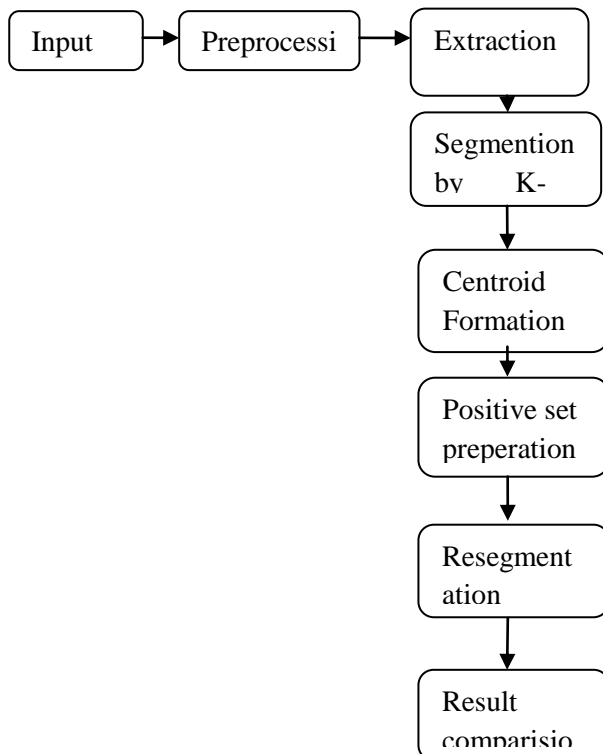 Input
Preprocessi
Extraction
Segmention
by K-
Centroid
Formation
Positive set
preperation
Resegment
ation
Result
comparisio